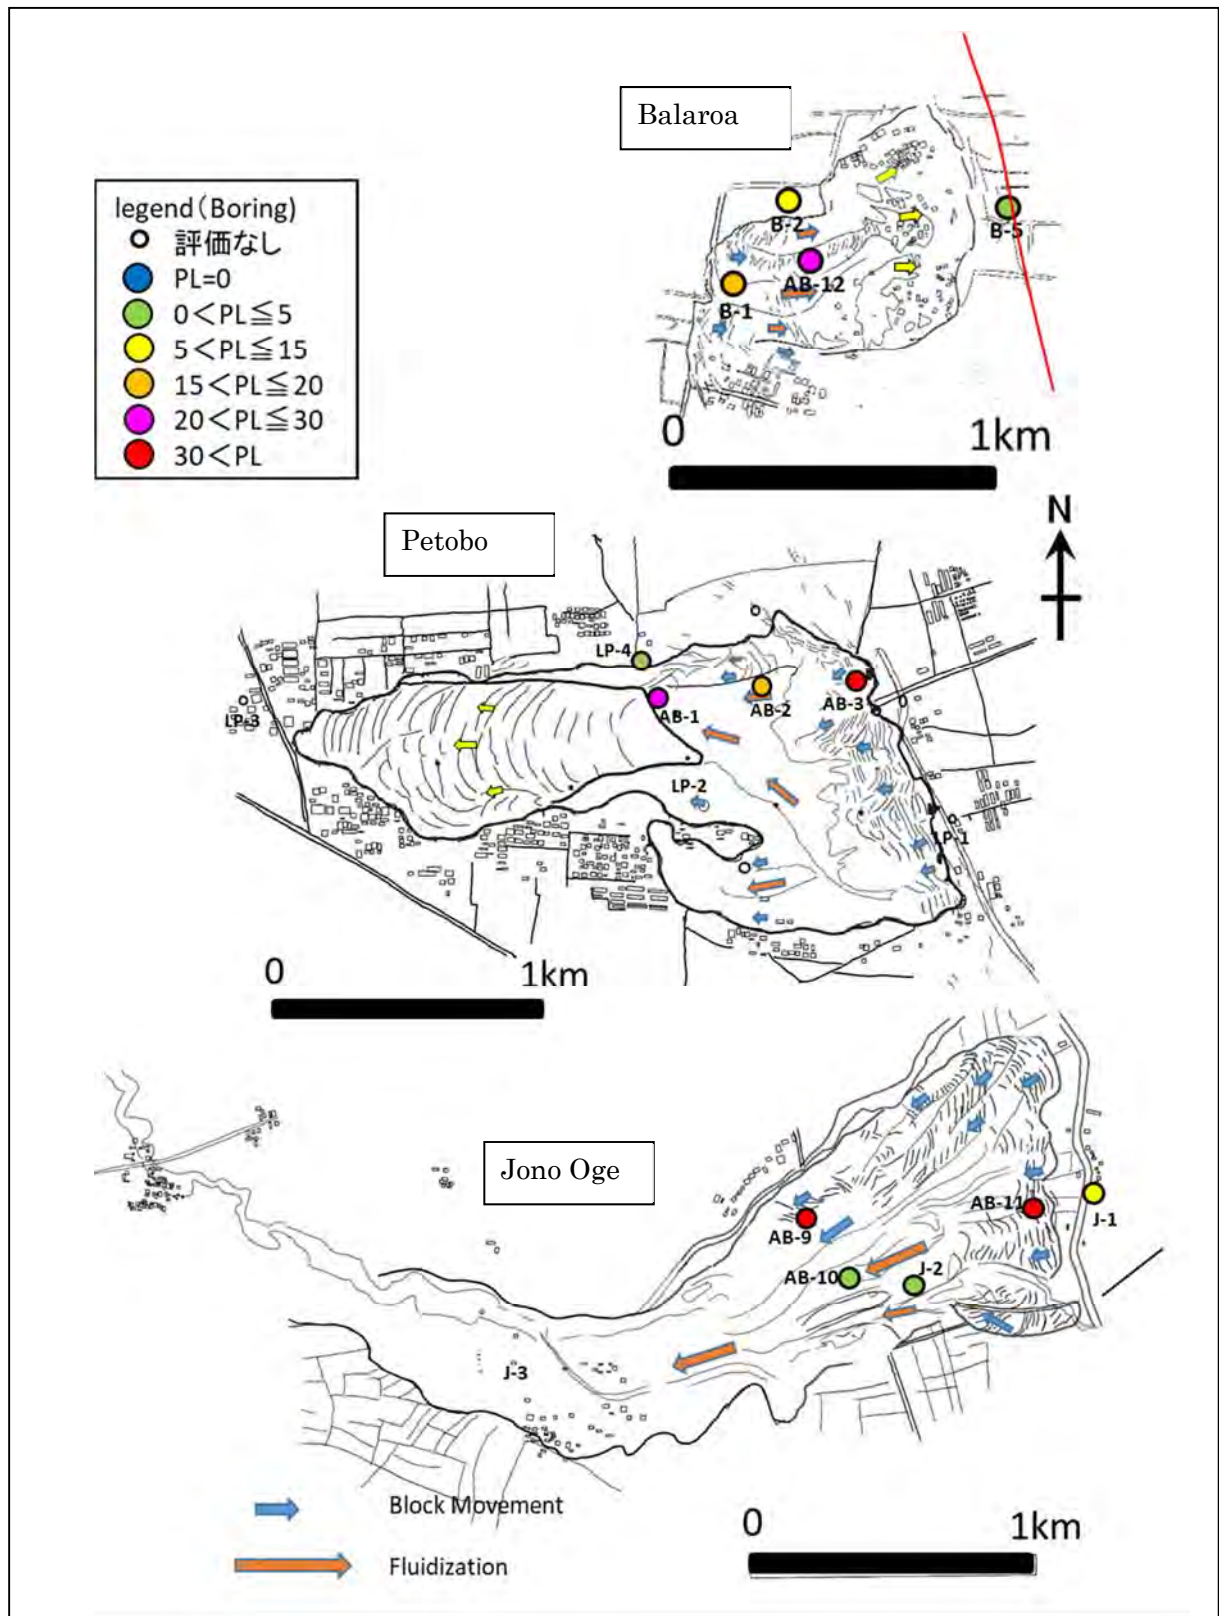 Balaroa
legend(Boring)
評価なし
PL=0
0<PL≦5
5<PL≦15
15<PL≦20
20<PL≦30
30<PL
B-2
B-5
AB-12
B-1
0 1km
N
Petobo
LP-4
LP-3
AB-1
AB-2
AB-3
0
LP-2
LP-1
0 1km
Jono Oge
AB-11
J-1
AB-9
AB-10
J-2
J-3
Block Movement
0 1km
Fluidization